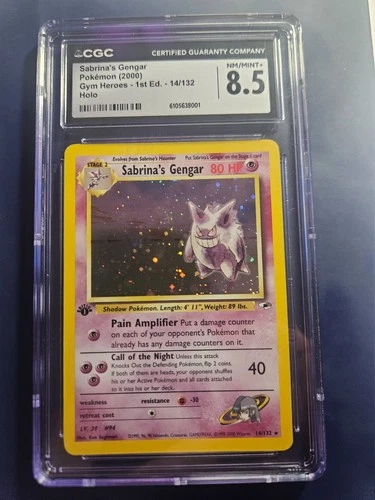 CGC CERTIFIED GUARANTY COMPANY
Sabrina's Gengar
Pokémon (2000)
Gym Heroes - 1st Ed. - 14/132
Holo
6105638001
NM/MINT+
8.5
STAGE 2 Evolves from Sabrina's Haunter Put Sabrina's Gengar on the Stage 1 card
Sabrina's Gengar 80 HP
Shadow Pokémon. Length: 4' 11", Weight: 89 lbs.
Pain Amplifier Put a damage counter
on each of your opponent's Pokémon that
already has any damage counters on it.
Call of the Night Unless this attack
Knocks Out the Defending Pokémon, flip 2 coins.
If both of them are heads, your opponent shuffles
his or her Active Pokémon and all cards attached
to it into his or her deck.
40
weakness resistance -30
retreat cost
LV. 39 #94
14/132